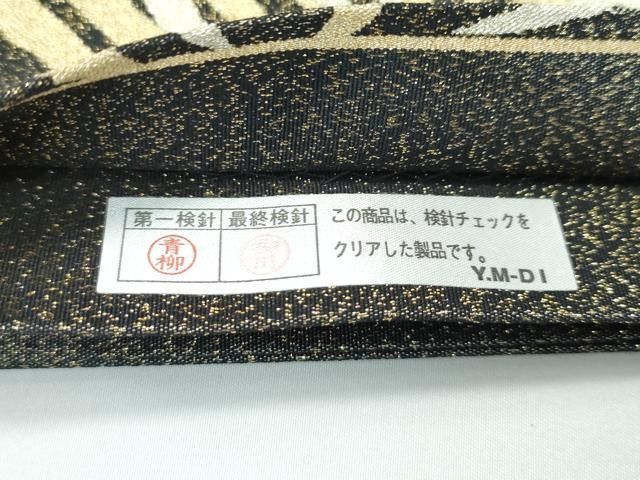 第一検針 最終検針
青柳
この商品は、検針チェックを
クリアした製品です。
Y.M-DI